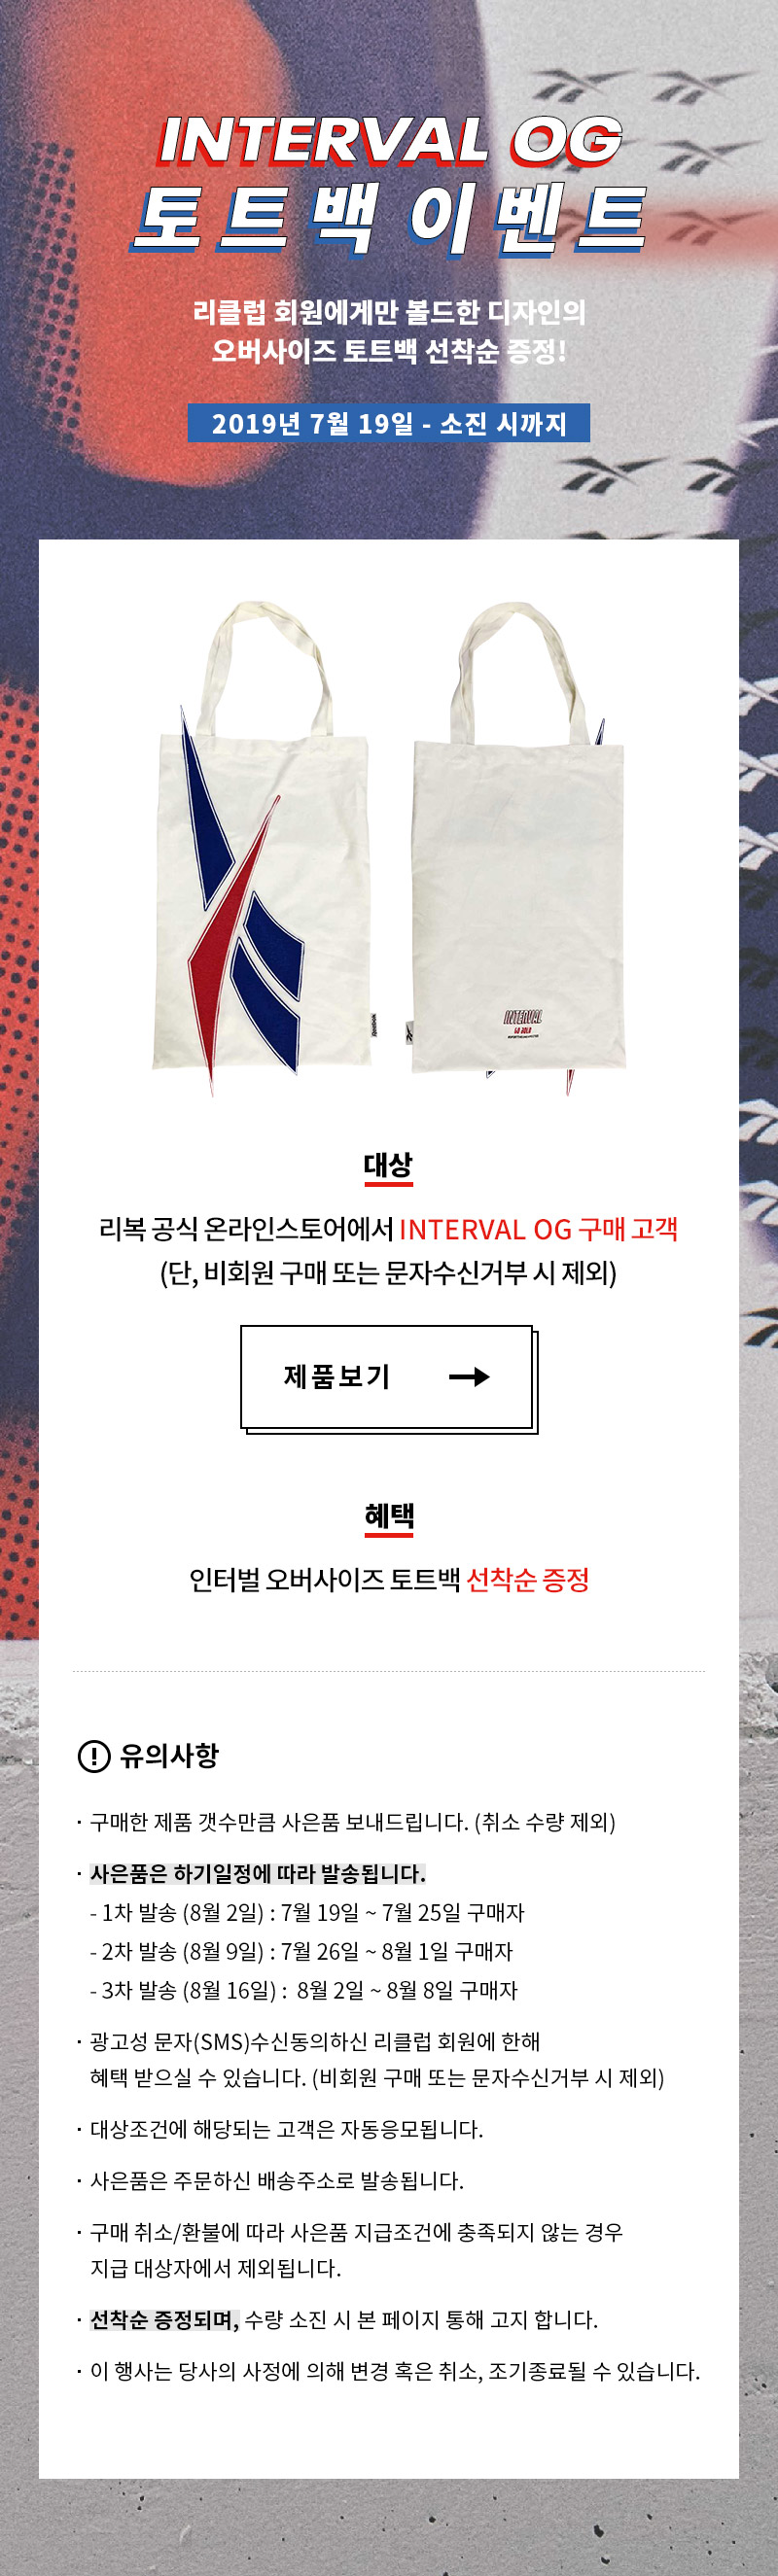 INTERVAL OG
토트백 이벤트
리클럽 회원에게만 볼드한 디자인의
오버사이즈 토트백 선착순 증정!
2019년 7월 19일 - 소진 시까지
Reebok
INTERVAL
대상
리복 공식 온라인스토어에서 INTERVAL OG 구매 고객
(단, 비회원 구매 또는 문자수신거부 시 제외)
제품보기
혜택
인터벌 오버사이즈 토트백 선착순 증정
유의사항
· 구매한 제품 갯수만큼 사은품 보내드립니다. (취소 수량 제외)
· 사은품은 하기일정에 따라 발송됩니다.
- 1차 발송 (8월 2일) : 7월 19일 ~ 7월 25일 구매자
- 2차 발송 (8월 9일) : 7월 26일 ~ 8월 1일 구매자
- 3차 발송 (8월 16일) : 8월 2일 ~ 8월 8일 구매자
· 광고성 문자(SMS)수신동의하신 리클럽 회원에 한해
혜택 받으실 수 있습니다. (비회원 구매 또는 문자수신거부 시 제외)
· 대상조건에 해당되는 고객은 자동응모됩니다.
· 사은품은 주문하신 배송주소로 발송됩니다.
· 구매 취소/환불에 따라 사은품 지급조건에 충족되지 않는 경우
지급 대상자에서 제외됩니다.
· 선착순 증정되며, 수량 소진 시 본 페이지 통해 고지 합니다.
· 이 행사는 당사의 사정에 의해 변경 혹은 취소, 조기종료될 수 있습니다.